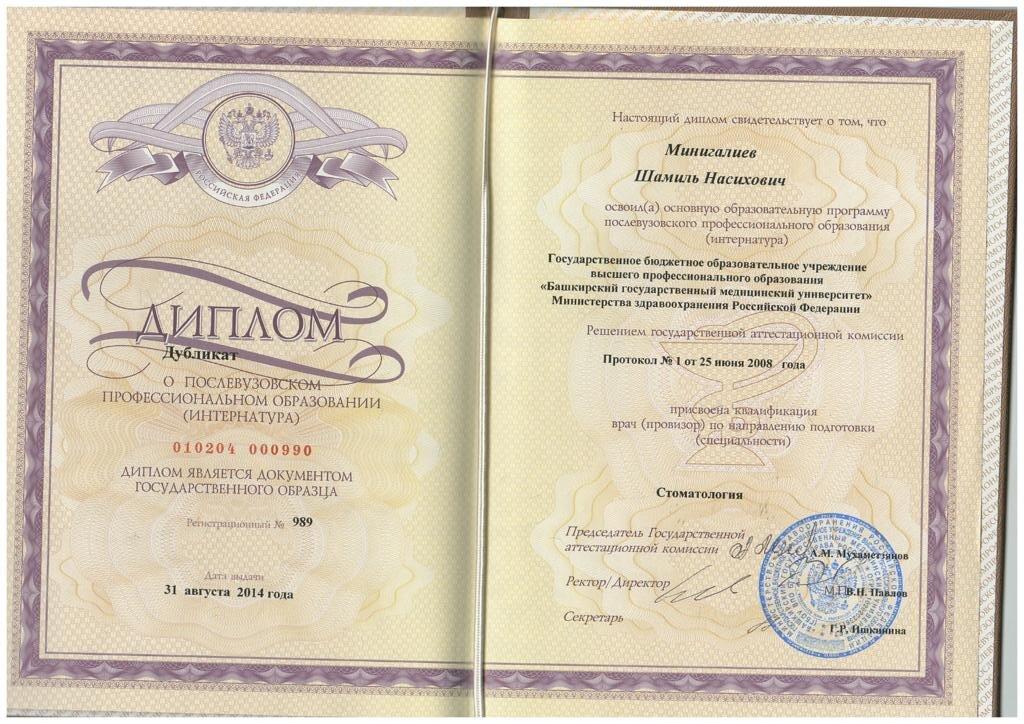 РОССИЙСКАЯ ФЕДЕРАЦИЯ
ДИПЛОМ
Дубликат
О ПОСЛЕВУЗОВСКОМ
ПРОФЕССИОНАЛЬНОМ ОБРАЗОВАНИИ
(ИНТЕРНАТУРА)
010204 000990
ДИПЛОМ ЯВЛЯЕТСЯ ДОКУМЕНТОМ
ГОСУДАРСТВЕННОГО ОБРАЗЦА
Регистрационный № 989
Дата выдачи
31 августа 2014 года
Настоящий диплом свидетельствует о том, что
Минигалиев
Шамиль Насихович
освоил(а) основную образовательную программу
послевузовского профессионального образования
(интернатура)
Государственное бюджетное образовательное учреждение
высшего профессионального образования
«Башкирский государственный медицинский университет»
Министерства здравоохранения Российской Федерации
Решением государственной аттестационной комиссии
Протокол № 1 от 25 июня 2008 года
присвоена квалификация
врач (провизор) по направлению подготовки
(специальности)
Стоматология
Председатель Государственной
аттестационной комиссии А.М. Мухаметзянов
Ректор/Директор М.П. В.Н. Павлов
Секретарь Г.Р. Ишкинина